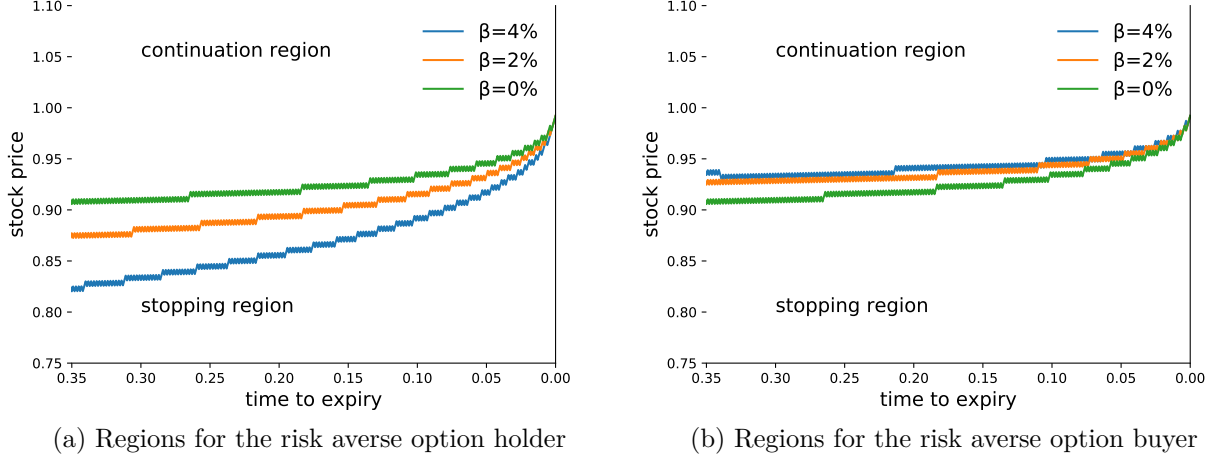 1.10
1.05
1.00
0.95
0.90
0.85
0.80
0.75
stock price
continuation region
β=4%
β=2%
β=0%
stopping region
0.35 0.30 0.25 0.20 0.15 0.10 0.05 0.00
time to expiry
(a) Regions for the risk averse option holder
1.10
1.05
1.00
0.95
0.90
0.85
0.80
0.75
stock price
continuation region
β=4%
β=2%
β=0%
stopping region
0.35 0.30 0.25 0.20 0.15 0.10 0.05 0.00
time to expiry
(b) Regions for the risk averse option buyer